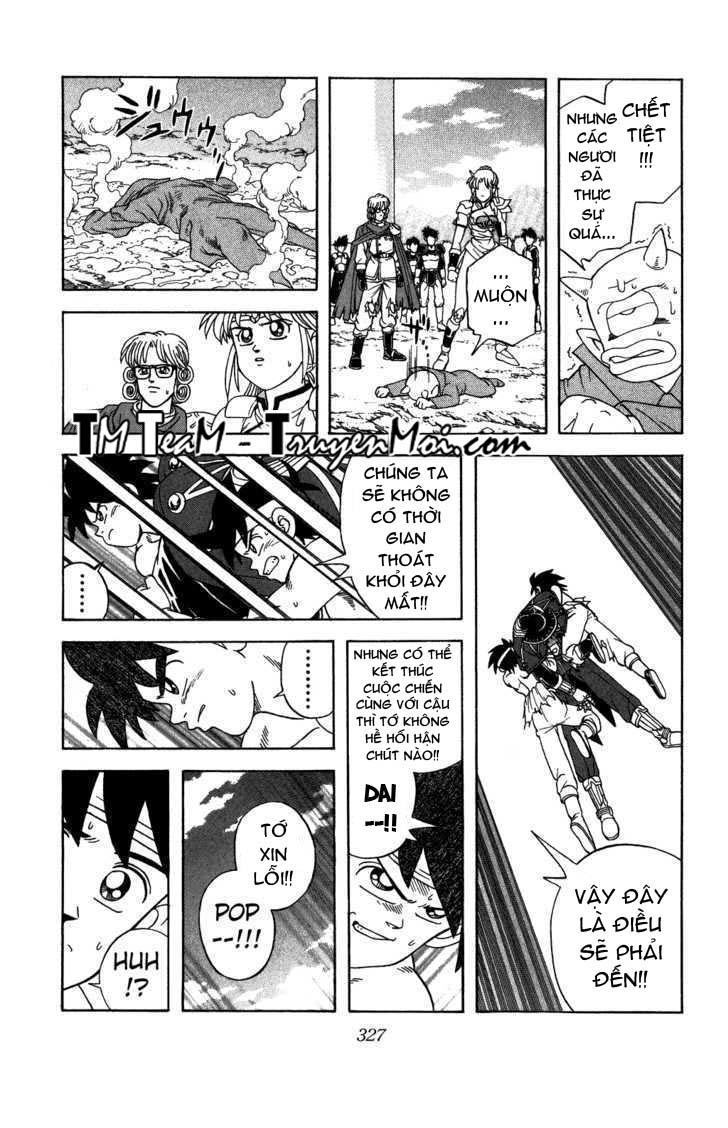 CHẾT
TIỆT
!!!
NHƯNG
CÁC
NGƯƠI
ĐÃ
THỰC
SỰ
QUÁ...
...
MUỘN
...
ジュウウゥ
TM TeaM - TruyenMoi.com
VẬY ĐÂY
LÀ ĐIỀU
SẼ PHẢI
ĐẾN!!
CHÚNG TA
SẼ KHÔNG
CÓ THỜI
GIAN
THOÁT
KHỎI ĐÂY
MẤT!!
......
NHƯNG CÓ THỂ
KẾT THÚC
CUỘC CHIẾN
CÙNG VỚI CẬU
THÌ TỚ KHÔNG
HỀ HỐI HẬN
CHÚT NÀO!!
DAI
--!!
......
TỚ
XIN
LỖI!!
POP
--!!!
HUH
!?
327